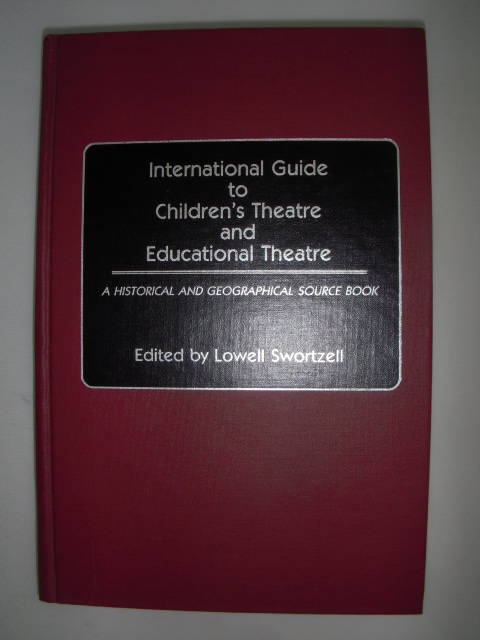 International Guide
to
Children's Theatre
and
Educational Theatre
A HISTORICAL AND GEOGRAPHICAL SOURCE BOOK
Edited by Lowell Swortzell